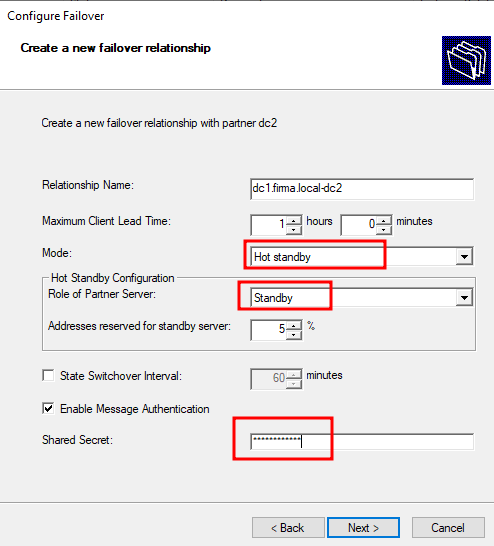 Configure Failover
Create a new failover relationship
Create a new failover relationship with partner dc2
Relationship Name: dc1.firma.local-dc2
Maximum Client Lead Time: 1 hours 0 minutes
Mode: Hot standby
Hot Standby Configuration
Role of Partner Server: Standby
Addresses reserved for standby server: 5 %
State Switchover Interval: 60 minutes
Enable Message Authentication
Shared Secret: ************
< Back Next > Cancel